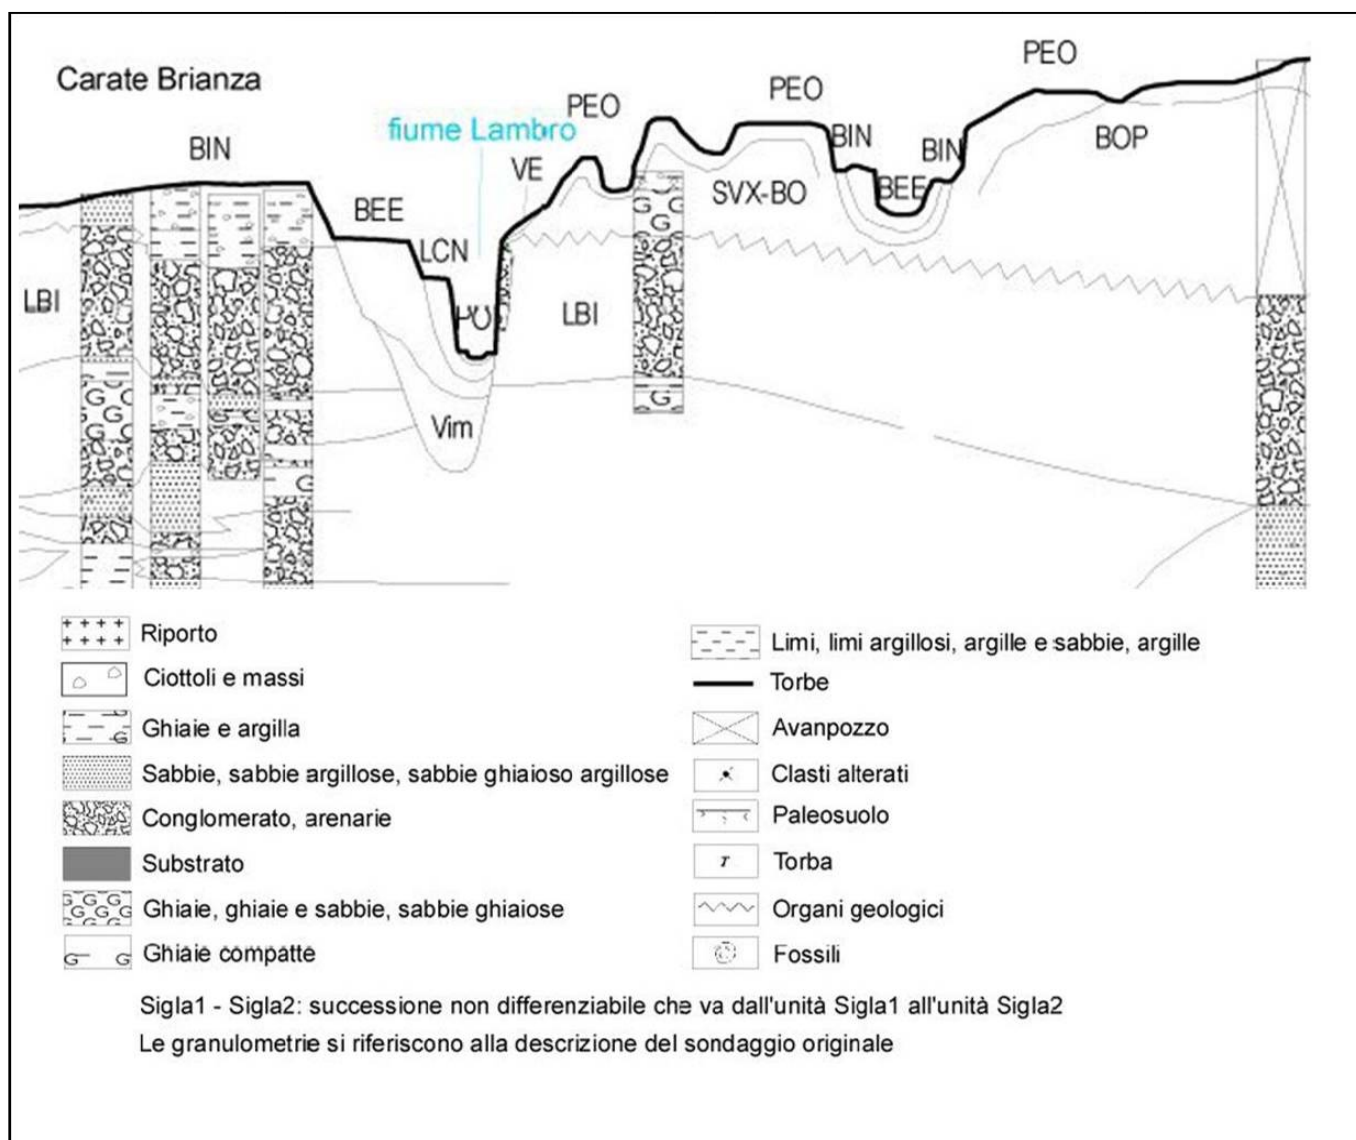 PEO
Carate Brianza
PEO
PEO
fiume Lambro
BIN
BIN
BIN
BOP
VE
BEE
SVX-BO
BEE
LCN
LBI
LBI
Vim
Riporto
Ciottoli e massi
Ghiaie e argilla
Sabbie, sabbie argillose, sabbie ghiaioso argillose
Conglomerato, arenarie
Substrato
Ghiaie, ghiaie e sabbie, sabbie ghiaiose
Ghiaie compatte
Limi, limi argillosi, argille e sabbie, argille
Torbe
Avanpozzo
Clasti alterati
Paleosuolo
T
Torba
Organi geologici
Fossili
Sigla1 - Sigla2: successione non differenziabile che va dall'unità Sigla1 all'unità Sigla2
Le granulometrie si riferiscono alla descrizione del sondaggio originale